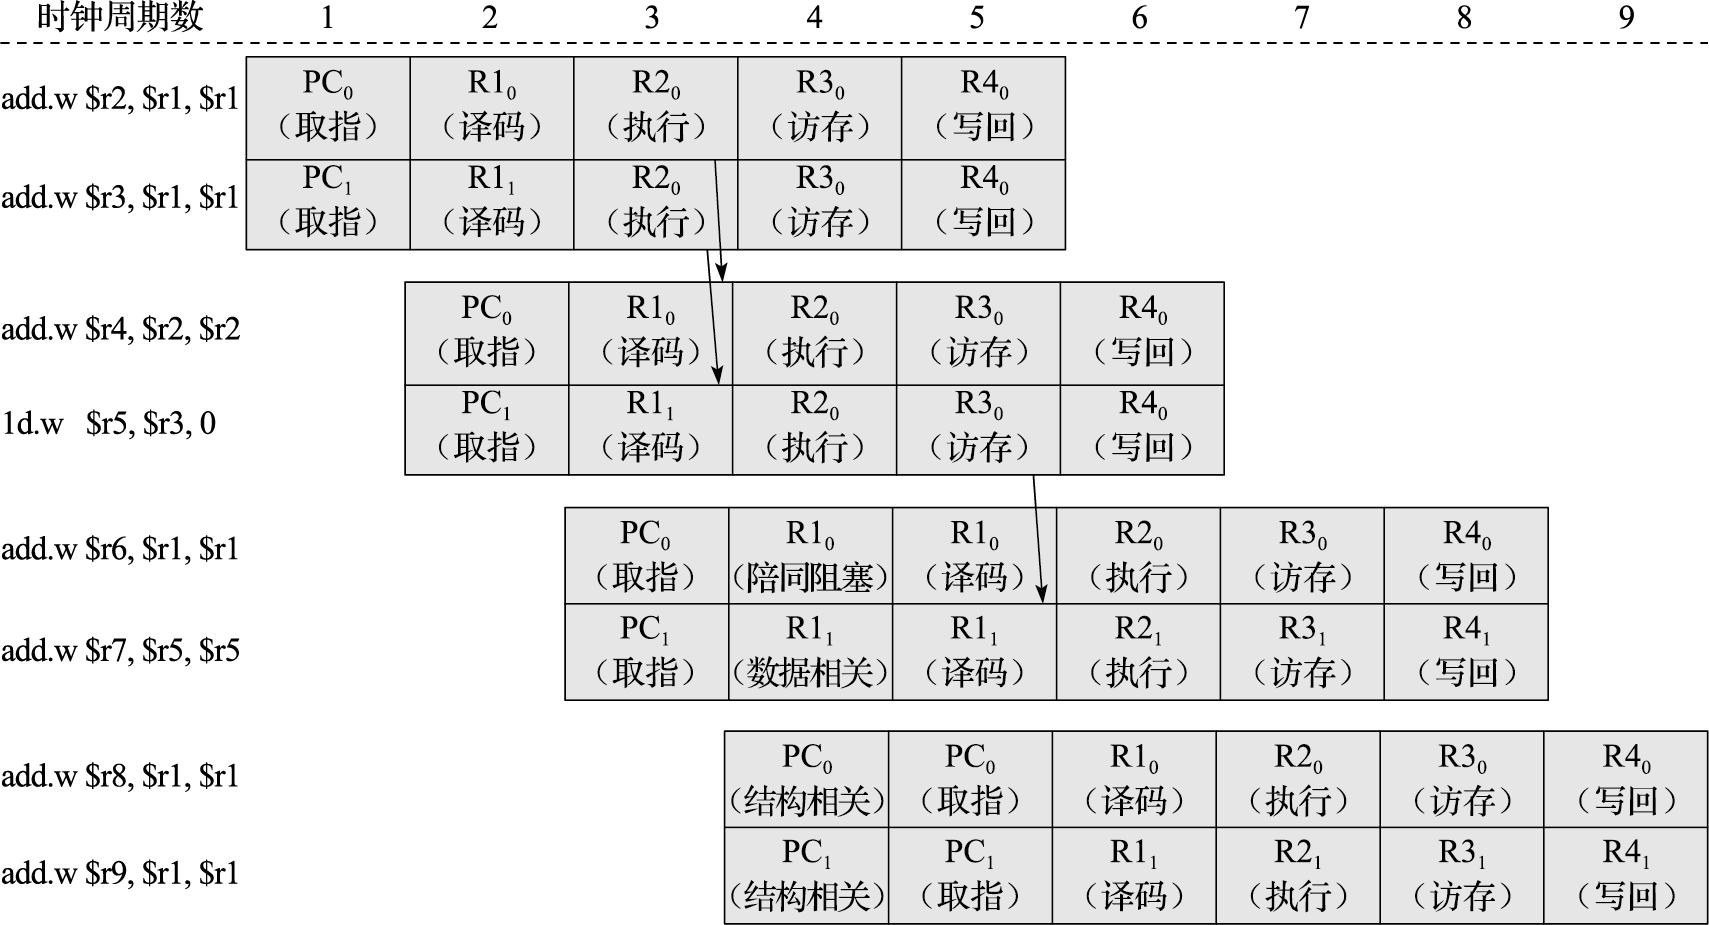 时钟周期数 1 2 3 4 5 6 7 8 9
add.w $r2, $r1, $r1 PC₀ R1₀ R2₀ R3₀ R4₀
（取指） （译码） （执行） （访存） （写回）
add.w $r3, $r1, $r1 PC₁ R1₁ R2₀ R3₀ R4₀
（取指） （译码） （执行） （访存） （写回）
add.w $r4, $r2, $r2 PC₀ R1₀ R2₀ R3₀ R4₀
（取指） （译码） （执行） （访存） （写回）
1d.w $r5, $r3, 0 PC₁ R1₁ R2₀ R3₀ R4₀
（取指） （译码） （执行） （访存） （写回）
add.w $r6, $r1, $r1 PC₀ R1₀ R1₀ R2₀ R3₀ R4₀
（取指） （陪同阻塞） （译码） （执行） （访存） （写回）
add.w $r7, $r5, $r5 PC₁ R1₁ R1₁ R2₁ R3₁ R4₁
（取指） （数据相关） （译码） （执行） （访存） （写回）
add.w $r8, $r1, $r1 PC₀ PC₀ R1₀ R2₀ R3₀ R4₀
（结构相关） （取指） （译码） （执行） （访存） （写回）
add.w $r9, $r1, $r1 PC₁ PC₁ R1₁ R2₁ R3₁ R4₁
（结构相关） （取指） （译码） （执行） （访存） （写回）